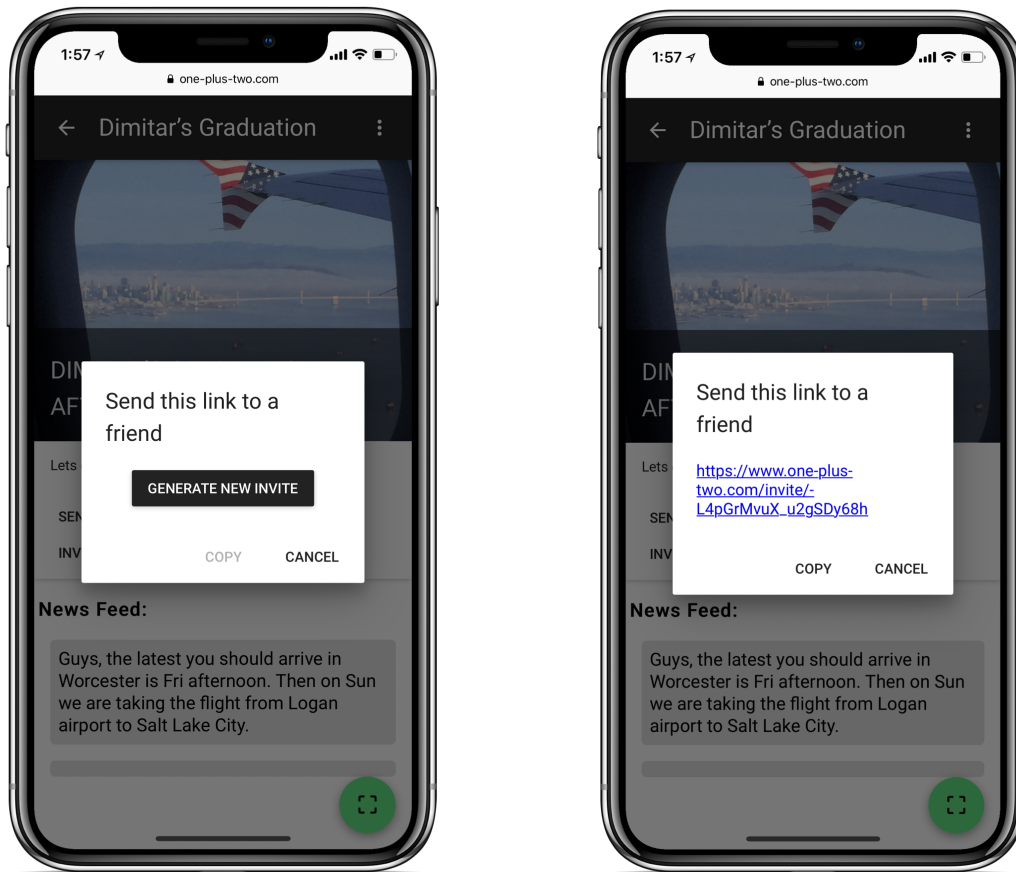 1:57
one-plus-two.com
Dimitar's Graduation
DIM
AF
Send this link to a
friend
Lets
GENERATE NEW INVITE
SEN
INV
COPY CANCEL
News Feed:
Guys, the latest you should arrive in
Worcester is Fri afternoon. Then on Sun
we are taking the flight from Logan
airport to Salt Lake City.
1:57
one-plus-two.com
Dimitar's Graduation
DIM
AF
Send this link to a
friend
Lets
https://www.one-plus-
two.com/invite/-
L4pGrMvuX_u2gSDy68h
SEN
INV
COPY CANCEL
News Feed:
Guys, the latest you should arrive in
Worcester is Fri afternoon. Then on Sun
we are taking the flight from Logan
airport to Salt Lake City.